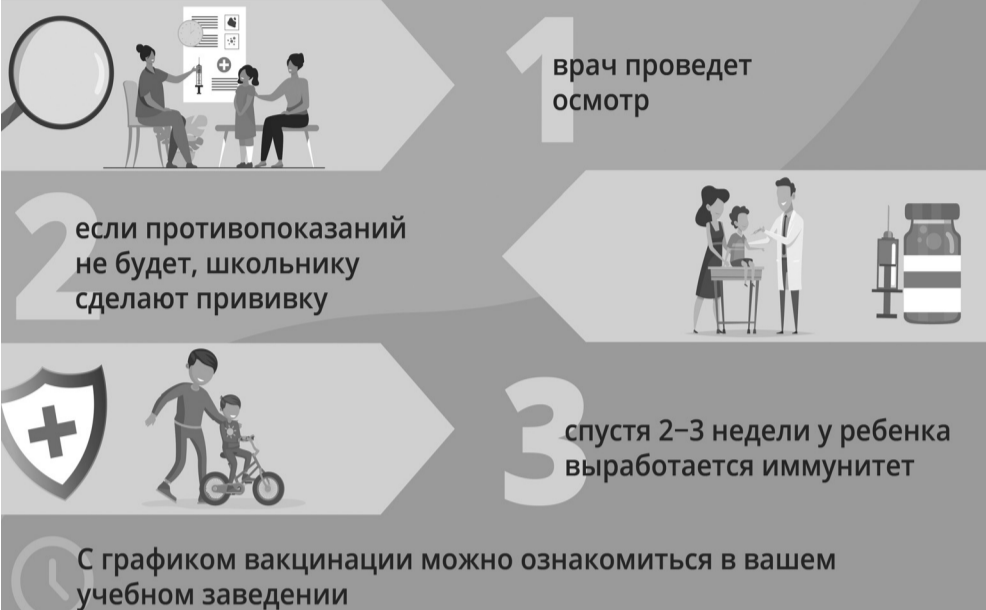 1
врач проведет
осмотр
2
если противопоказаний
не будет, школьнику
сделают прививку
3
спустя 2–3 недели у ребенка
выработается иммунитет
С графиком вакцинации можно ознакомиться в вашем
учебном заведении